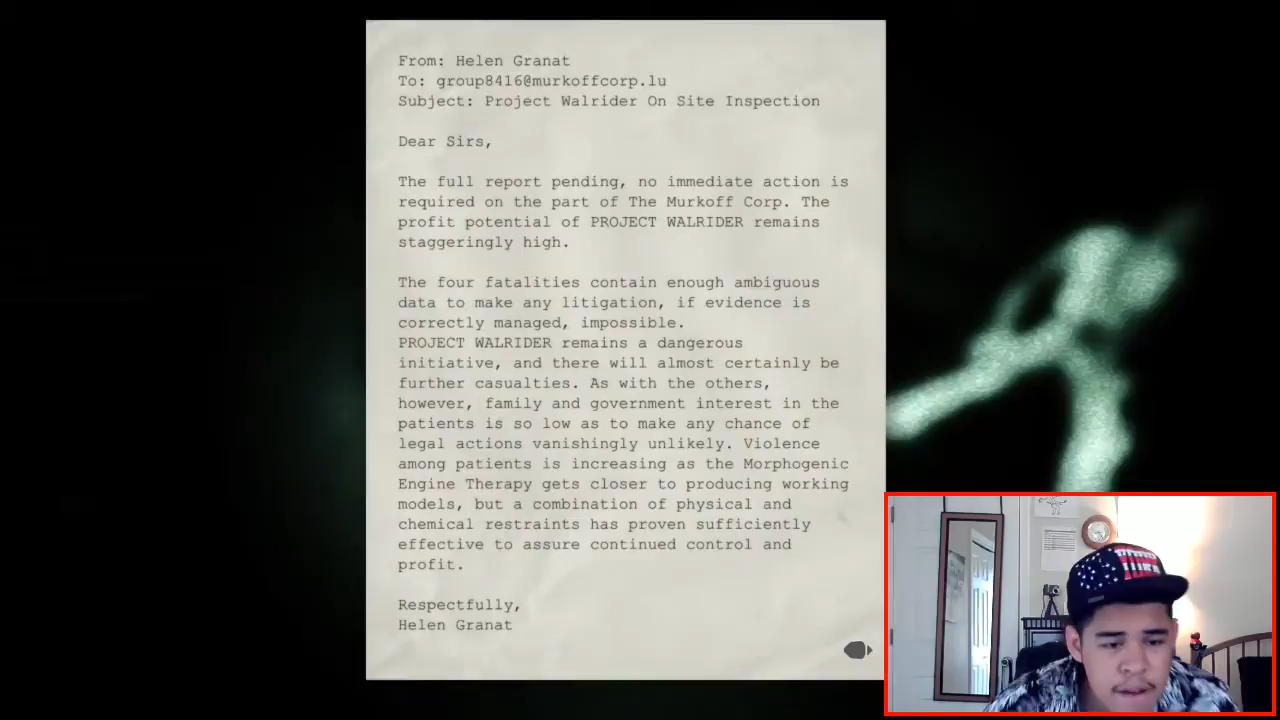 From: Helen Granat
To: group8416@murkoffcorp.lu
Subject: Project Walrider On Site Inspection
Dear Sirs,
The full report pending, no immediate action is
required on the part of The Murkoff Corp. The
profit potential of PROJECT WALRIDER remains
staggeringly high.
The four fatalities contain enough ambiguous
data to make any litigation, if evidence is
correctly managed, impossible.
PROJECT WALRIDER remains a dangerous
initiative, and there will almost certainly be
further casualties. As with the others,
however, family and government interest in the
patients is so low as to make any chance of
legal actions vanishingly unlikely. Violence
among patients is increasing as the Morphogenic
Engine Therapy gets closer to producing working
models, but a combination of physical and
chemical restraints has proven sufficiently
effective to assure continued control and
profit.
Respectfully,
Helen Granat